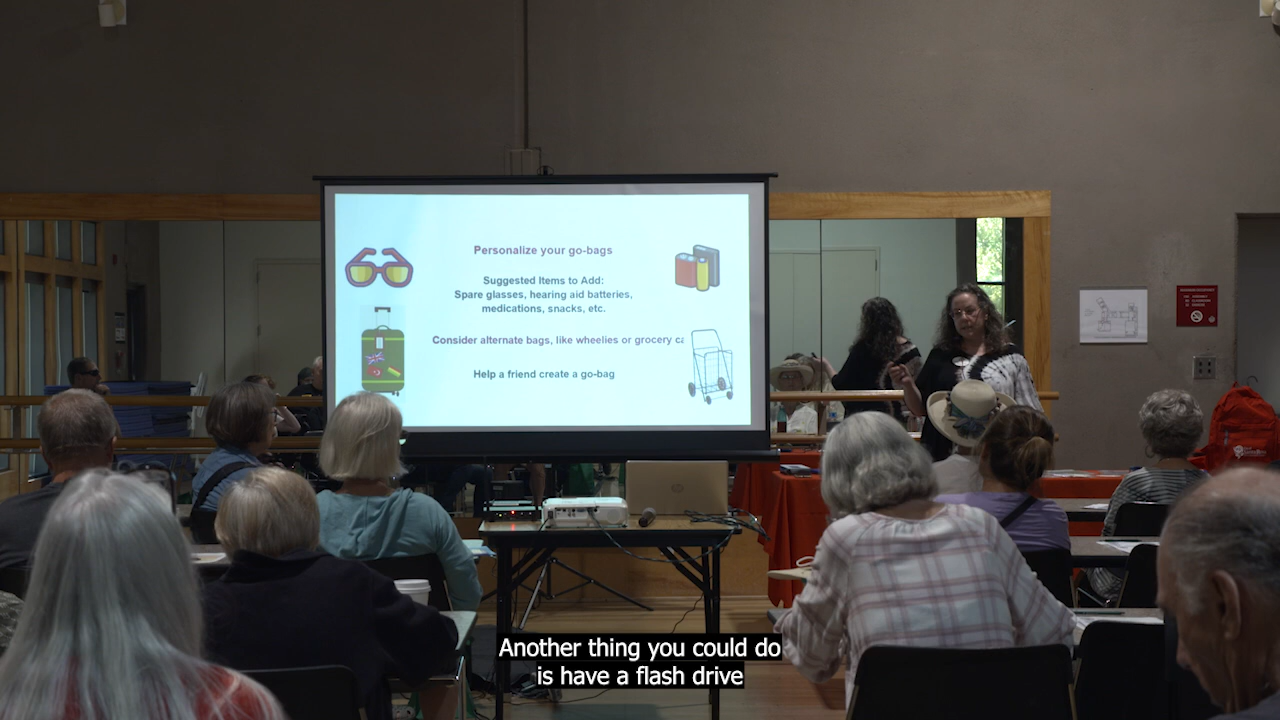 Personalize your go-bags
Suggested Items to Add:
Spare glasses, hearing aid batteries,
medications, snacks, etc.
Consider alternate bags, like wheelies or grocery ca
Help a friend create a go-bag
Another thing you could do
is have a flash drive